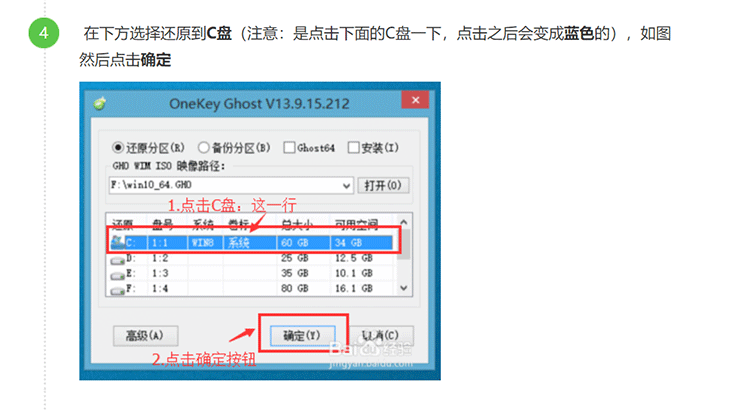 4
在下方选择还原到C盘（注意：是点击下面的C盘一下，点击之后会变成蓝色的），如图
然后点击确定
OneKey Ghost V13.9.15.212
还原分区(R) 备份分区(B) Ghost64 安装(I)
GHO WIM ISO 映像路径：
F:\win10_64.GHO 打开(O)
1.点击C盘：这一行
还原 盘号 系统 卷标 总大小 可用空间
C: 1:1 WIN8 系统 60 GB 34 GB
D: 1:2 25 GB 12.5 GB
E: 1:3 35 GB 10.1 GB
F: 1:4 80 GB 16.1 GB
高级(A) 确定(Y) 取消(C)
2.点击确定按钮
Bai 经验
jingyan.baidu.com